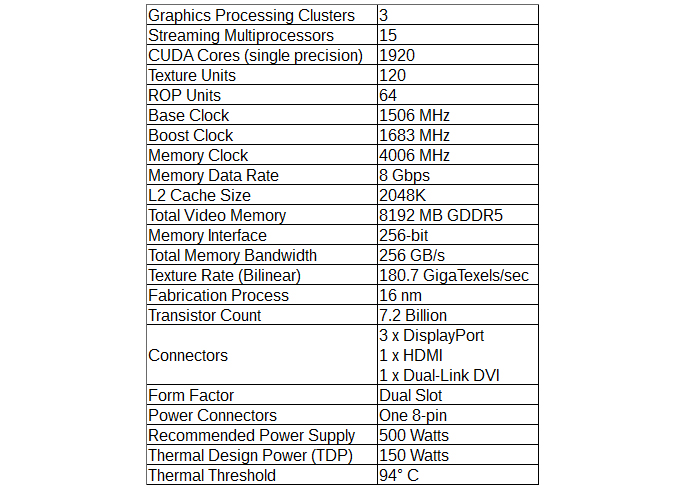 Graphics Processing Clusters 3
Streaming Multiprocessors 15
CUDA Cores (single precision) 1920
Texture Units 120
ROP Units 64
Base Clock 1506 MHz
Boost Clock 1683 MHz
Memory Clock 4006 MHz
Memory Data Rate 8 Gbps
L2 Cache Size 2048K
Total Video Memory 8192 MB GDDR5
Memory Interface 256-bit
Total Memory Bandwidth 256 GB/s
Texture Rate (Bilinear) 180.7 GigaTexels/sec
Fabrication Process 16 nm
Transistor Count 7.2 Billion
3 x DisplayPort
Connectors 1 x HDMI
1 x Dual-Link DVI
Form Factor Dual Slot
Power Connectors One 8-pin
Recommended Power Supply 500 Watts
Thermal Design Power (TDP) 150 Watts
Thermal Threshold 94° C